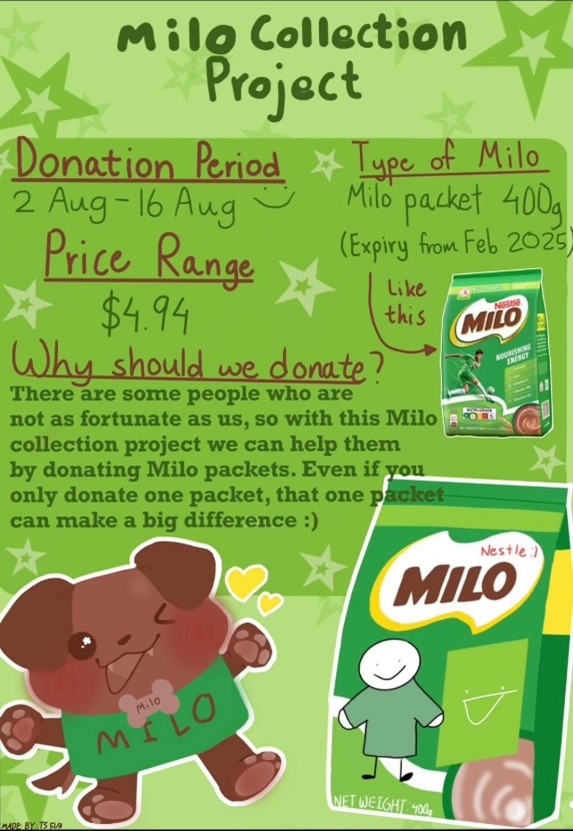 Milo Collection
Project
Donation Period
2 Aug-16 Aug
Price Range
$4.94
Type of Milo
Milo packet 400g
(Expiry from Feb 2025)
Like
this
Nestlé
MILO
NOURISHING
ENERGY
Why should we donate?
There are some people who are
not as fortunate as us, so with this Milo
collection project we can help them
by donating Milo packets. Even if you
only donate one packet, that one packet
can make a big difference :)
Nestle :)
MILO
Milo
MILO
NET WEIGHT 400g